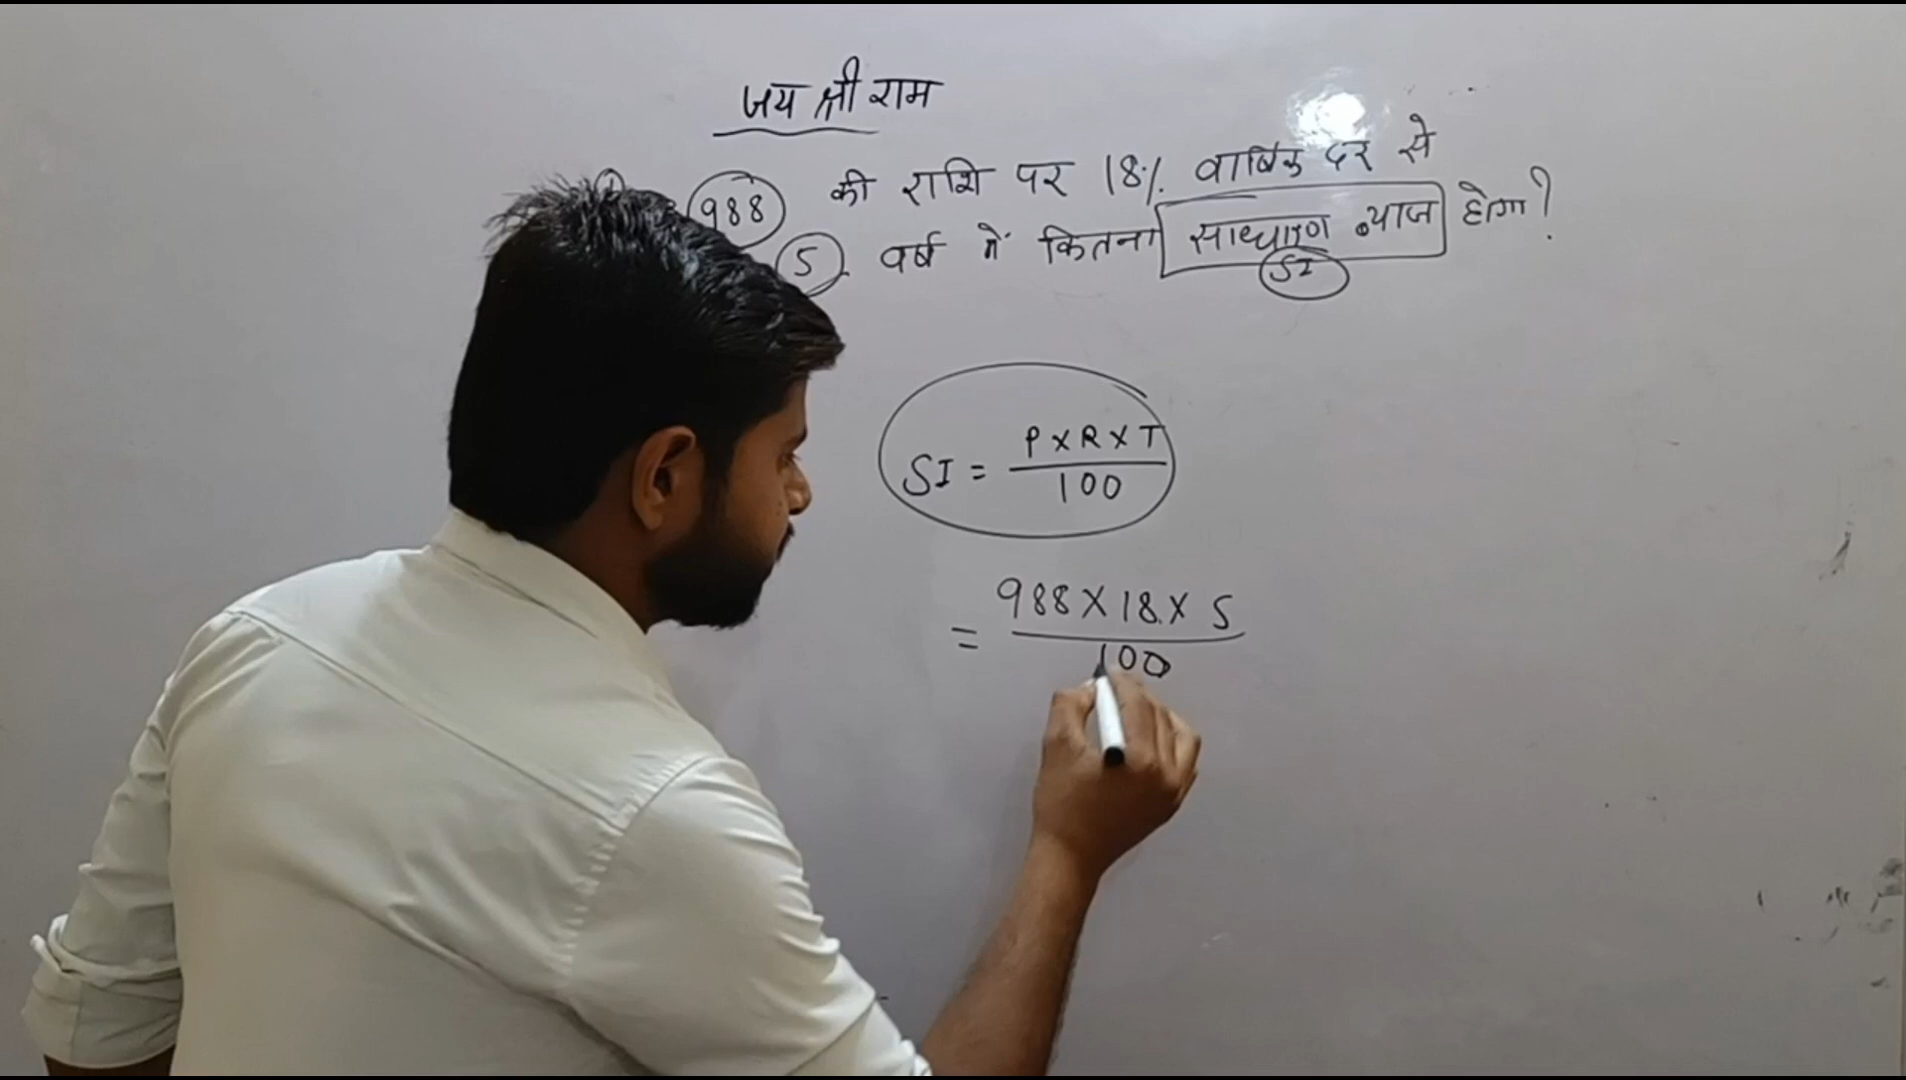 जय श्री राम
988 की राशि पर 18% वार्षिक दर से
5 वर्ष में कितना साधारण ब्याज होगा?
SI
SI = P×R×T
100
= 988×18×5
100